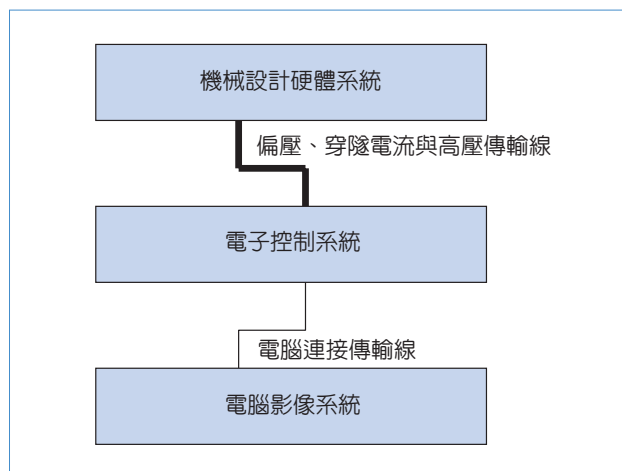 機械設計硬體系統
偏壓、穿隧電流與高壓傳輸線
電子控制系統
電腦連接傳輸線
電腦影像系統